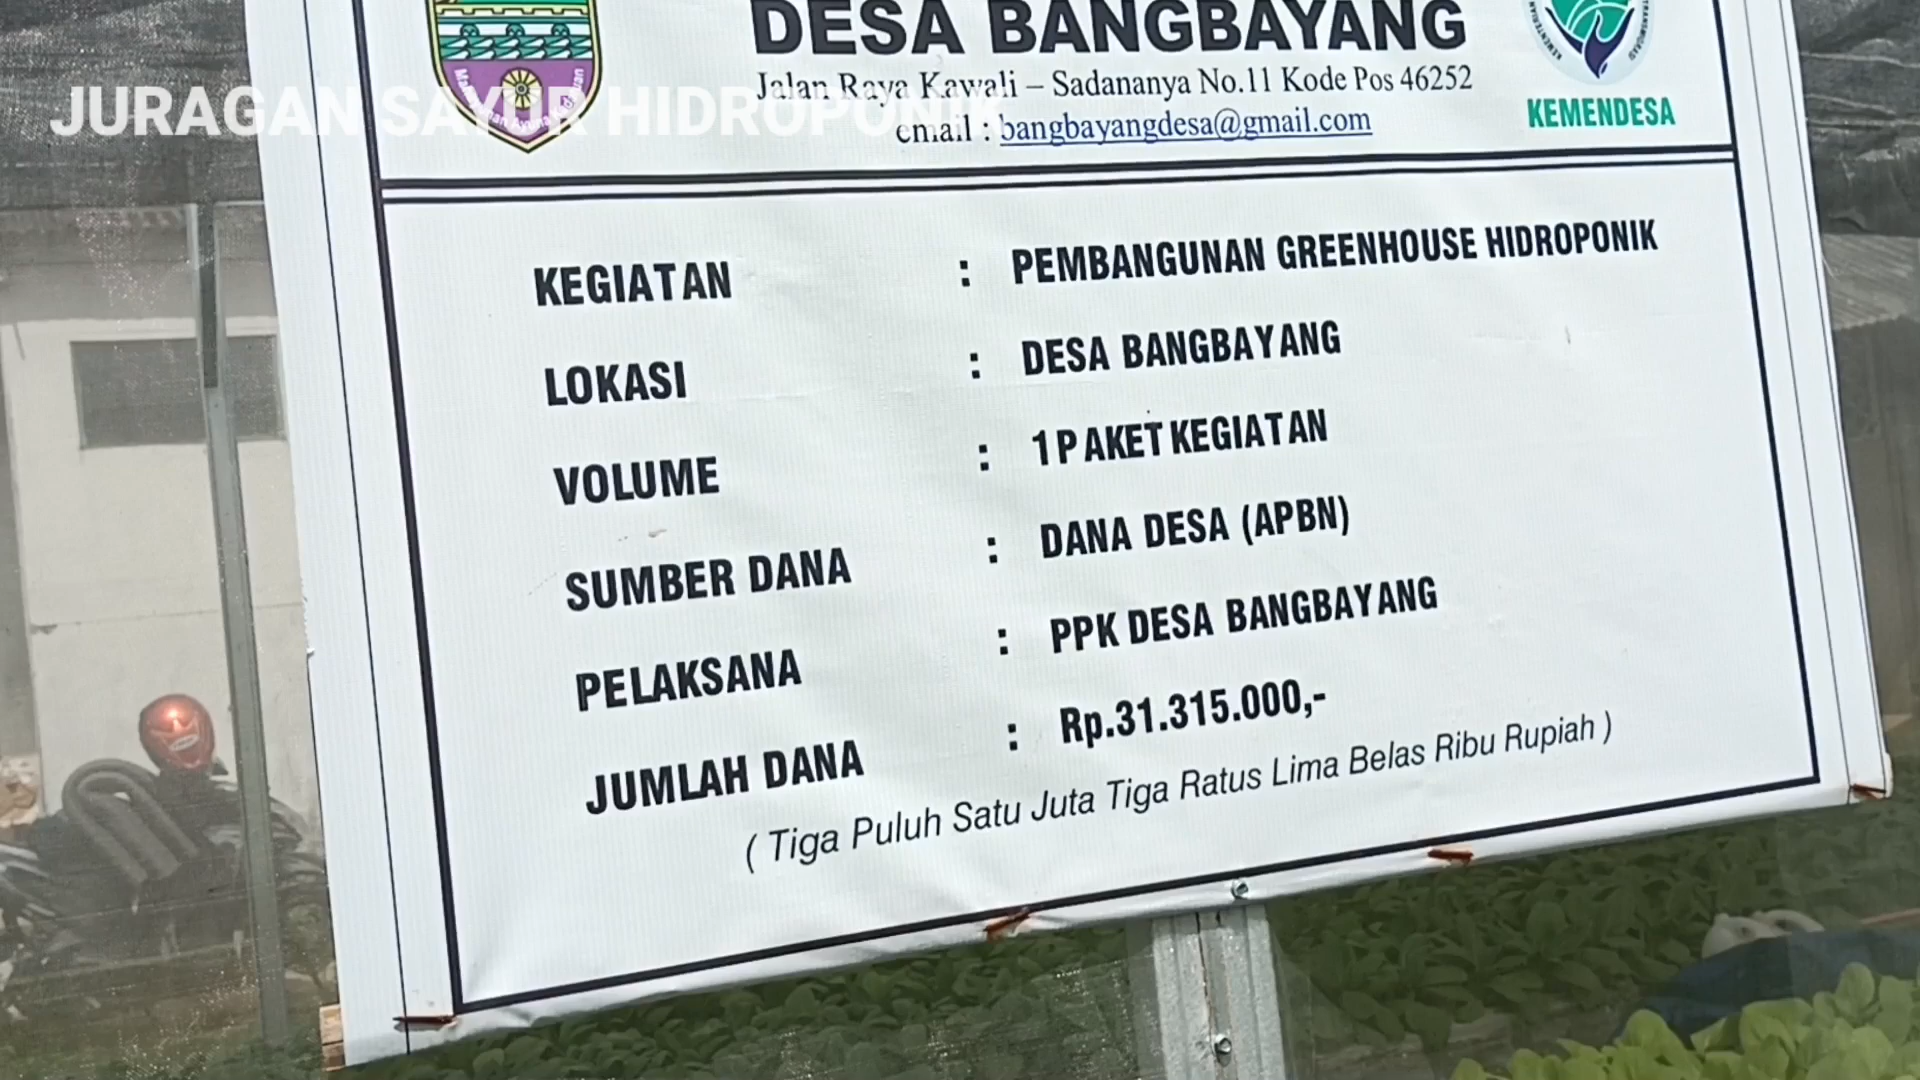 DESA BANGBAYANG
Jalan Raya Kawali – Sadananya No.11 Kode Pos 46252
email : bangbayangdesa@gmail.com
KEMENDESA
JURAGAN SAYUR HIDROPONIK
KEGIATAN : PEMBANGUNAN GREENHOUSE HIDROPONIK
LOKASI : DESA BANGBAYANG
VOLUME : 1 PAKET KEGIATAN
SUMBER DANA : DANA DESA (APBN)
PELAKSANA : PPK DESA BANGBAYANG
JUMLAH DANA : Rp.31.315.000,-
( Tiga Puluh Satu Juta Tiga Ratus Lima Belas Ribu Rupiah )